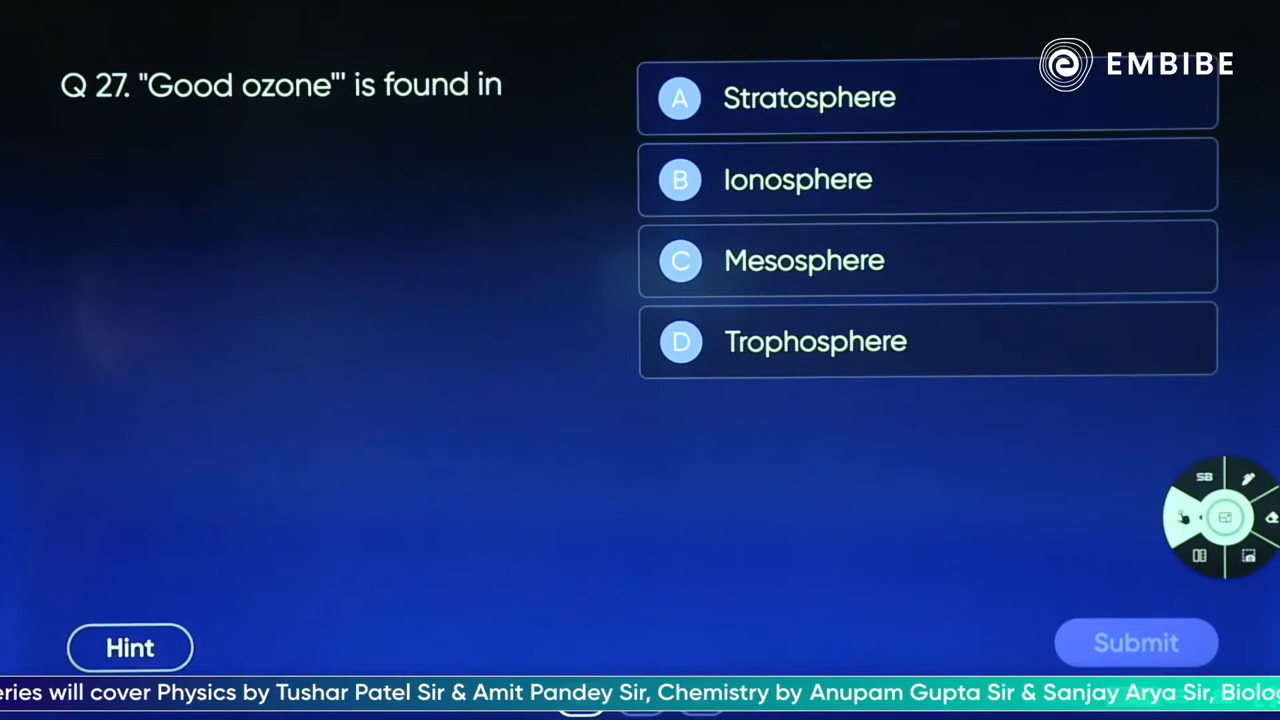 EMBIBE
Q 27. "Good ozone"' is found in
A Stratosphere
B Ionosphere
C Mesosphere
D Trophosphere
SB
Hint
Submit
eries will cover Physics by Tushar Patel Sir & Amit Pandey Sir, Chemistry by Anupam Gupta Sir & Sanjay Arya Sir, Biolo